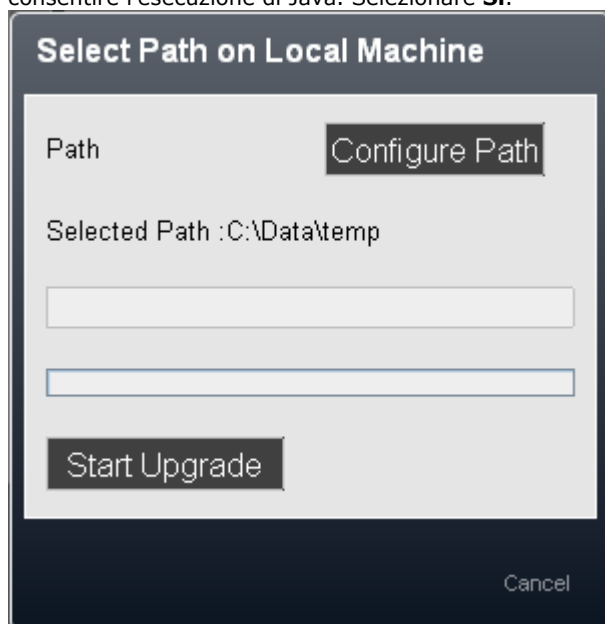 consentire l'esecuzione di Java. Selezionare Sì.
Select Path on Local Machine
Path
Configure Path
Selected Path :C:\Data\temp
Start Upgrade
Cancel